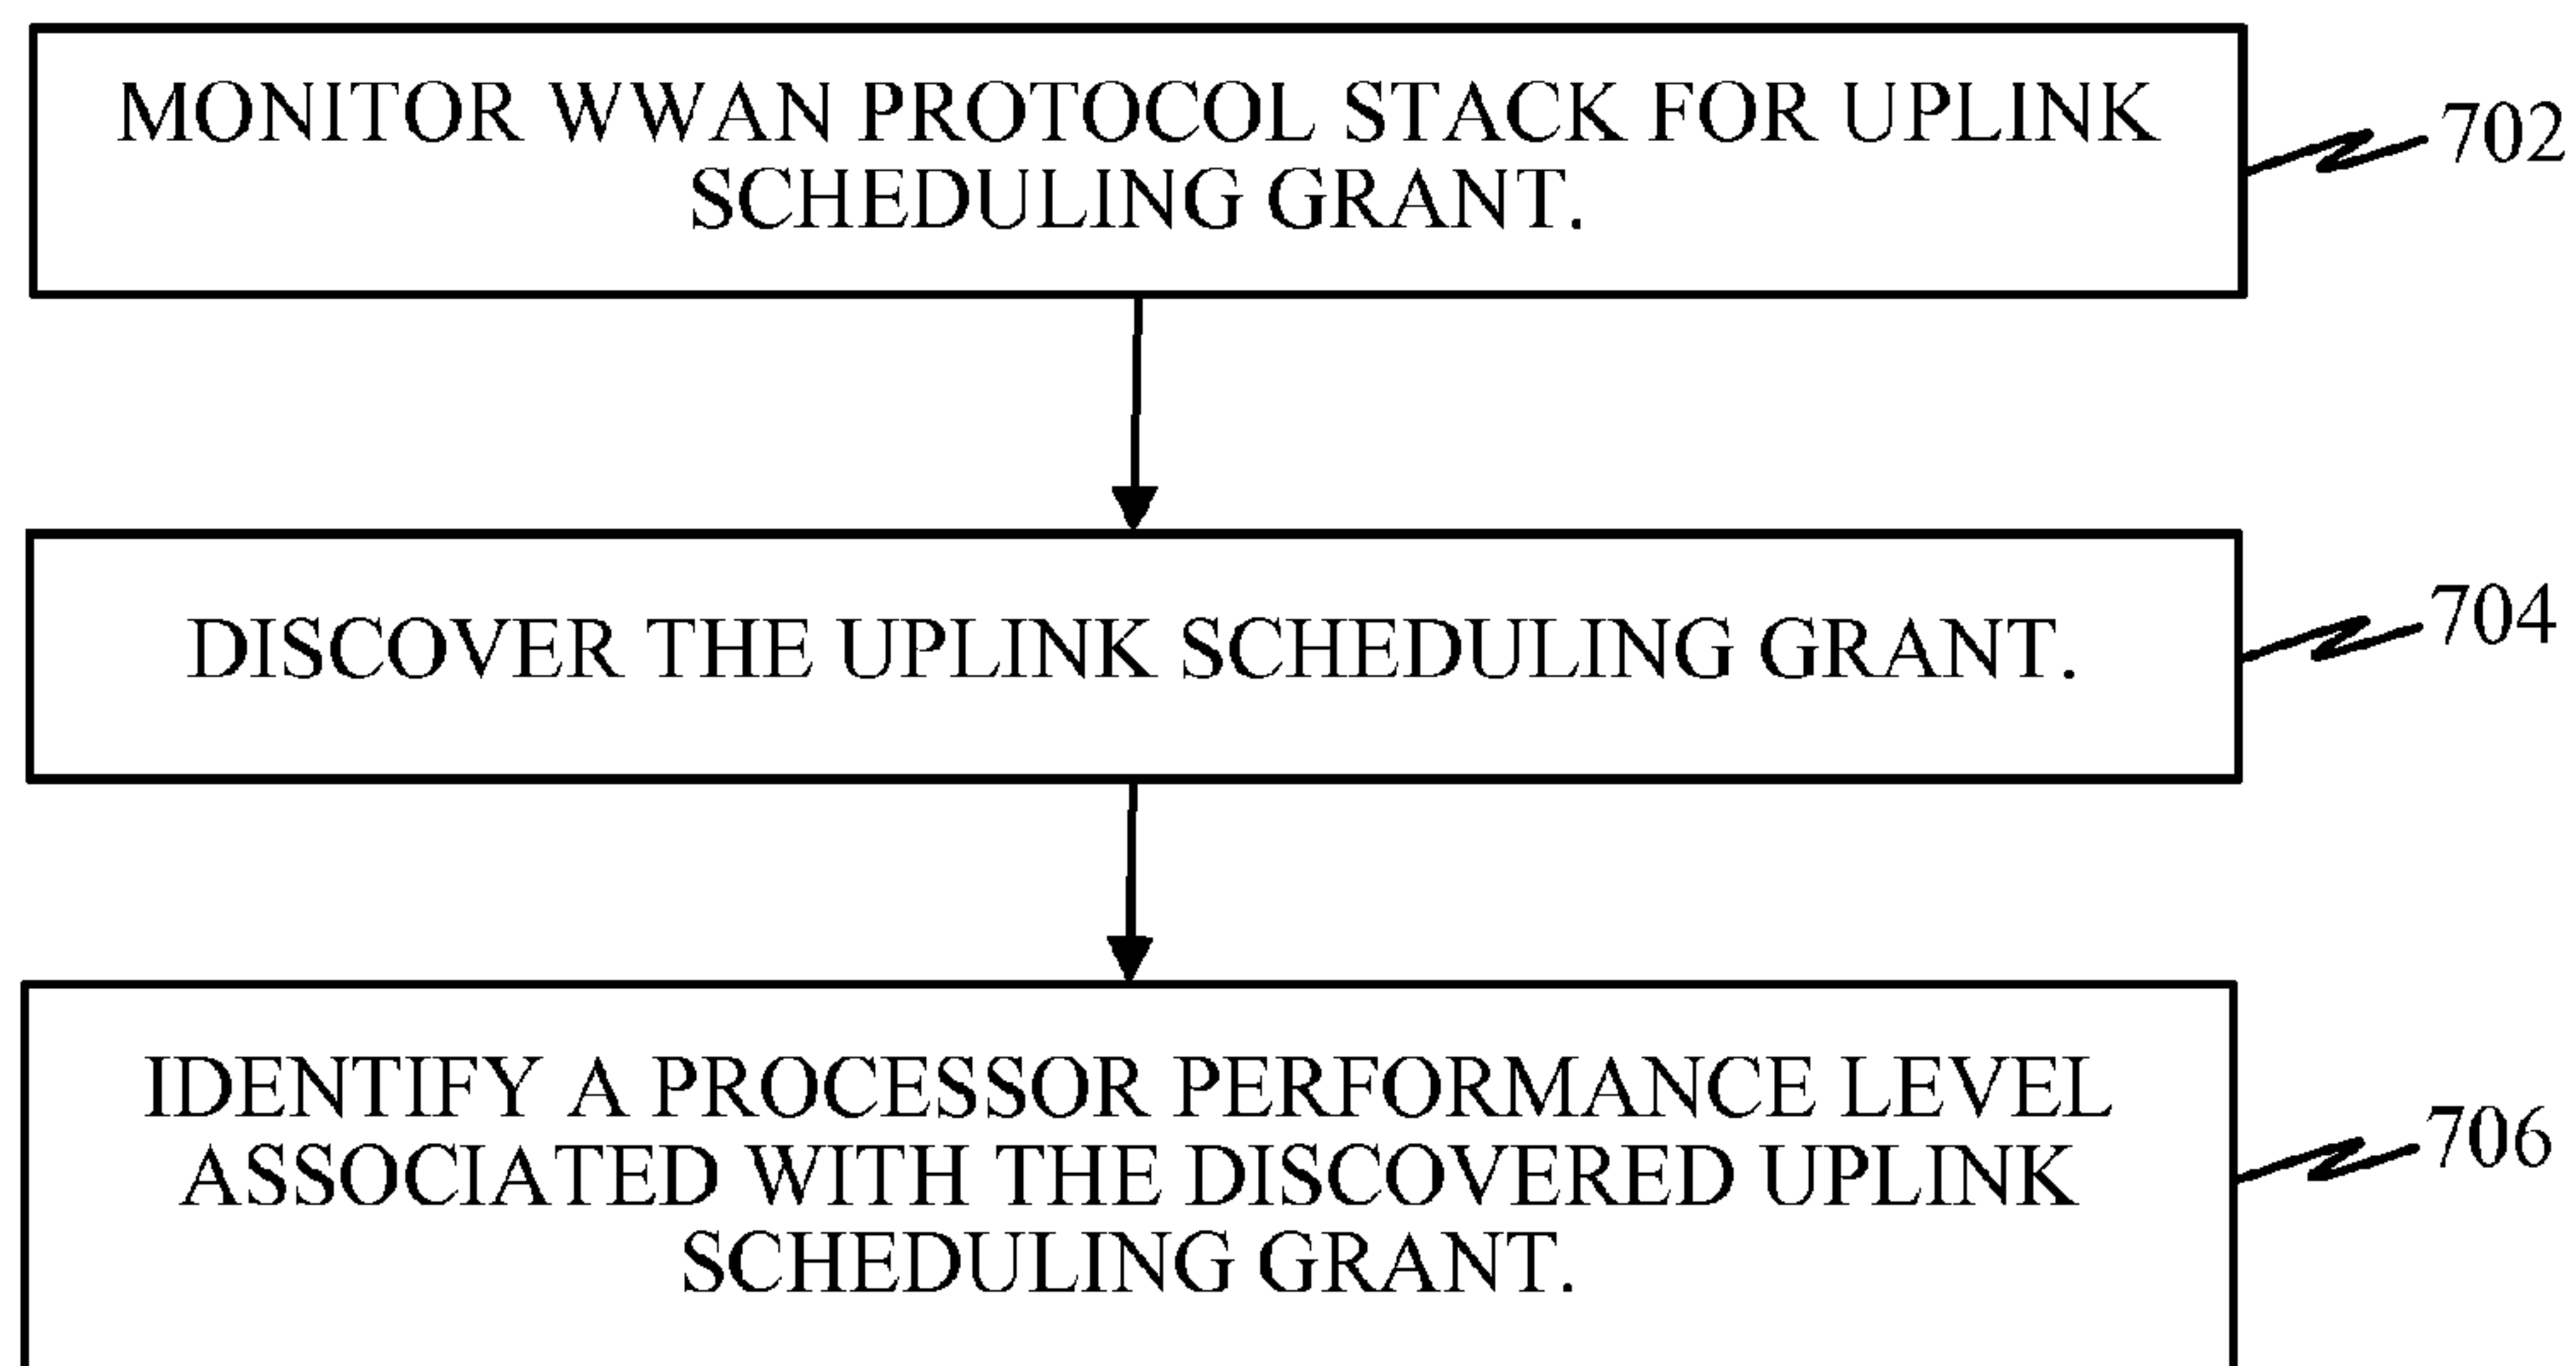 MONITOR WWAN PROTOCOL STACK FOR UPLINK
SCHEDULING GRANT.
702
DISCOVER THE UPLINK SCHEDULING GRANT.
704
IDENTIFY A PROCESSOR PERFORMANCE LEVEL
ASSOCIATED WITH THE DISCOVERED UPLINK
SCHEDULING GRANT.
706